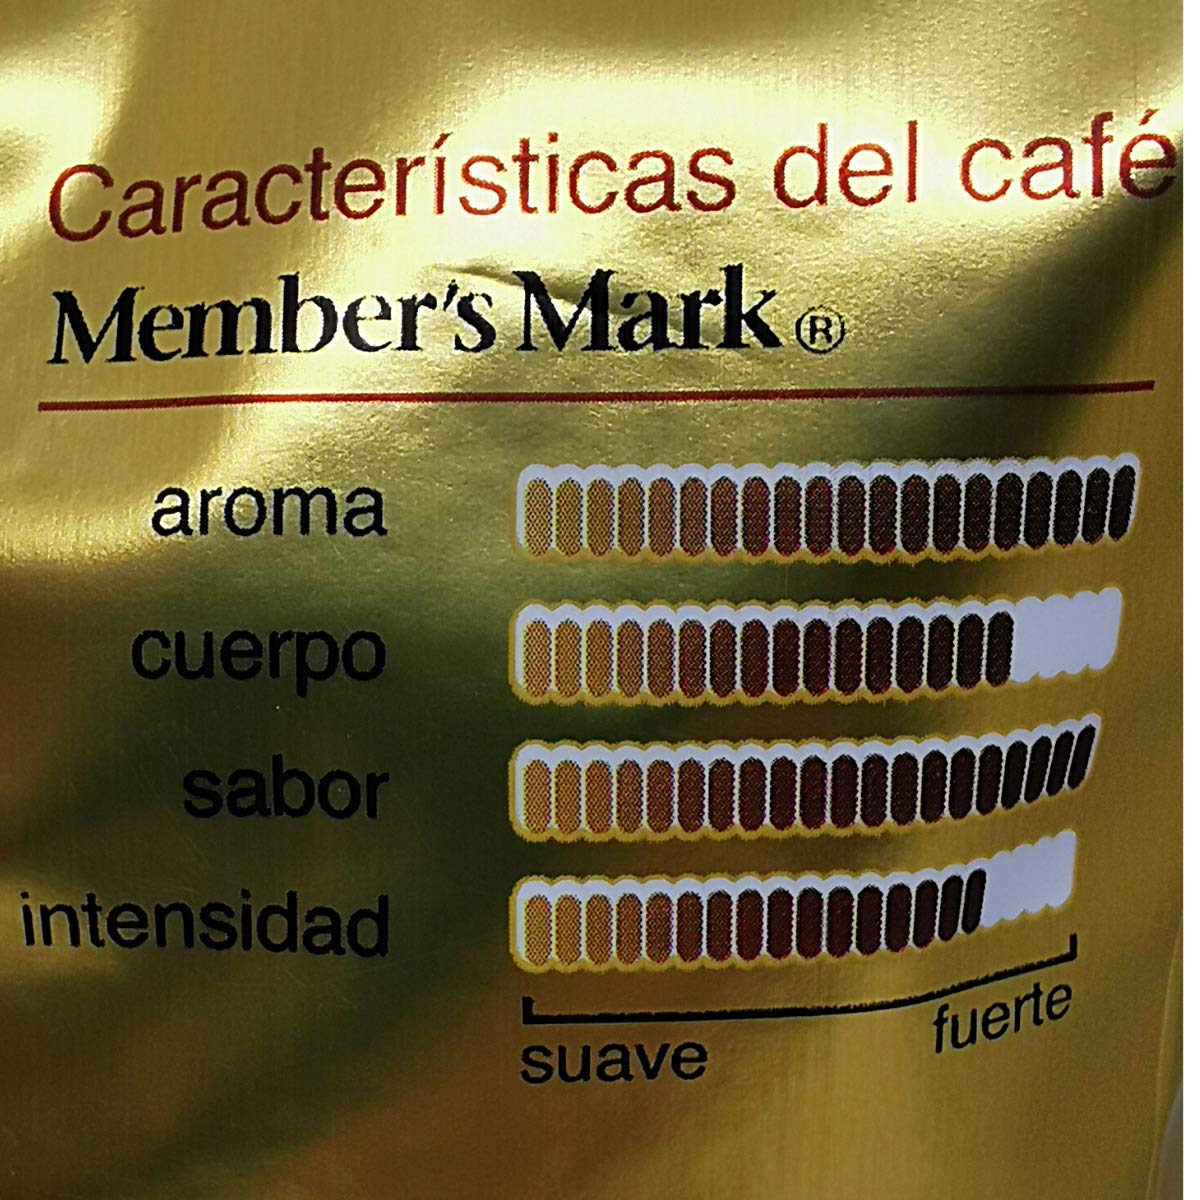 Características del café
Member's Mark®
aroma
cuerpo
sabor
intensidad
suave
fuerte